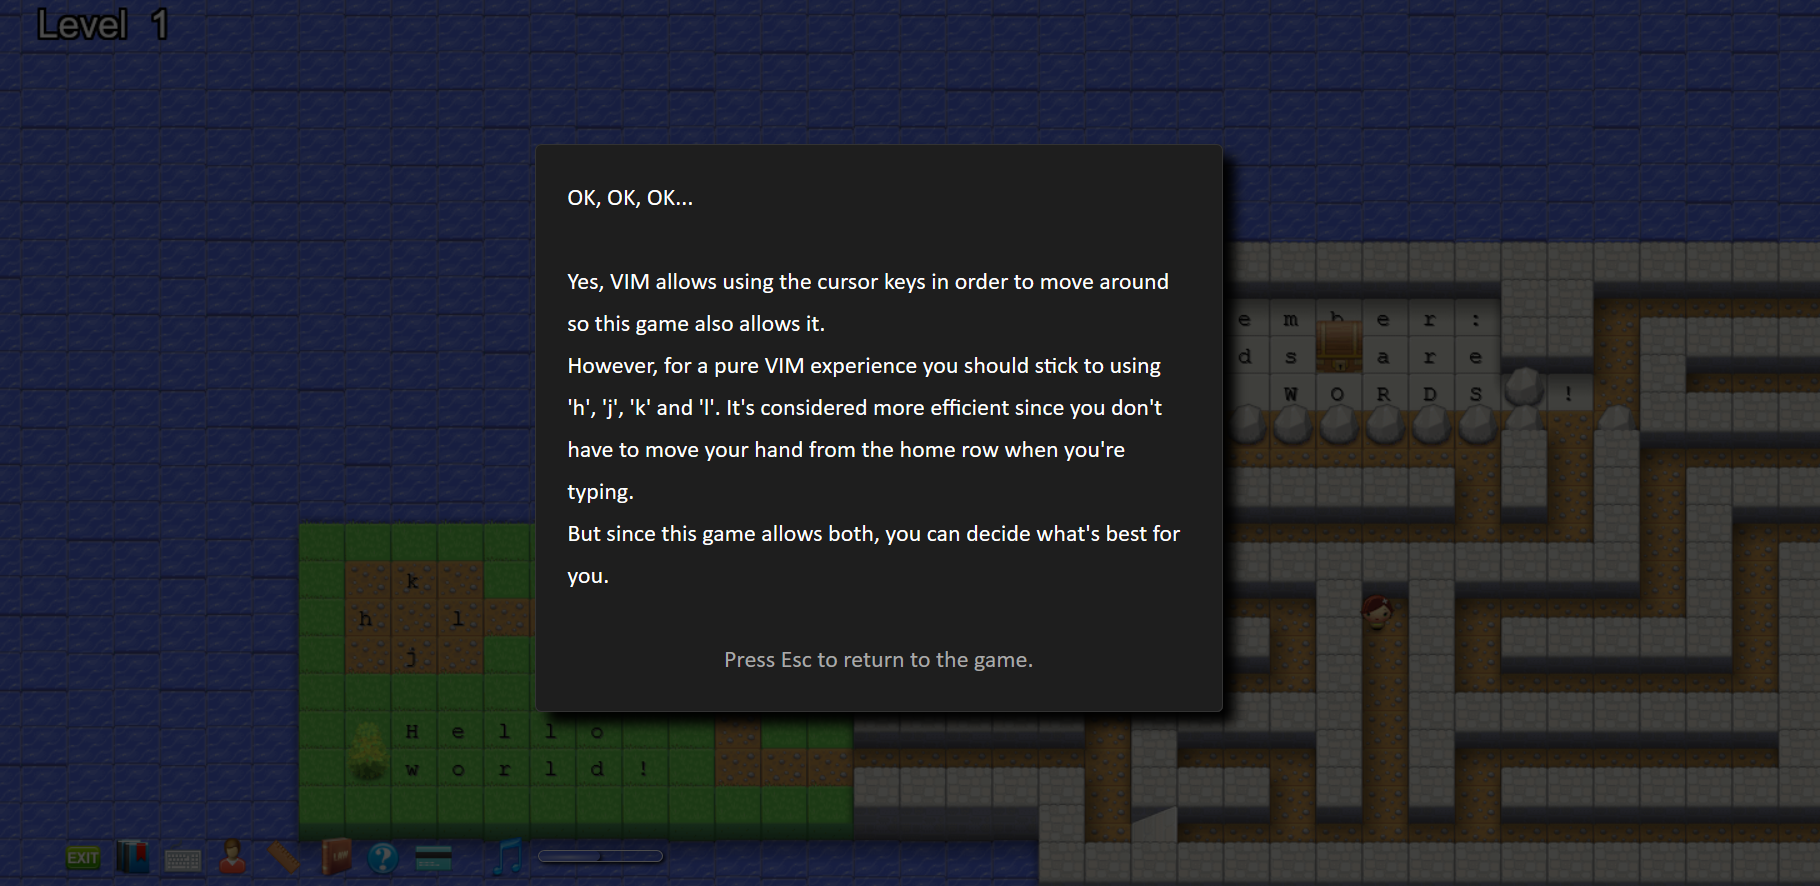 Level 1
OK, OK, OK...
Yes, VIM allows using the cursor keys in order to move around
so this game also allows it.
However, for a pure VIM experience you should stick to using
'h', 'j', 'k' and 'l'. It's considered more efficient since you don't
have to move your hand from the home row when you're
typing.
But since this game allows both, you can decide what's best for
you.
Press Esc to return to the game.
e m b e r :
d s a r e
W O R D S !
k
h l
j
H e l l o
w o r l d !
EXIT